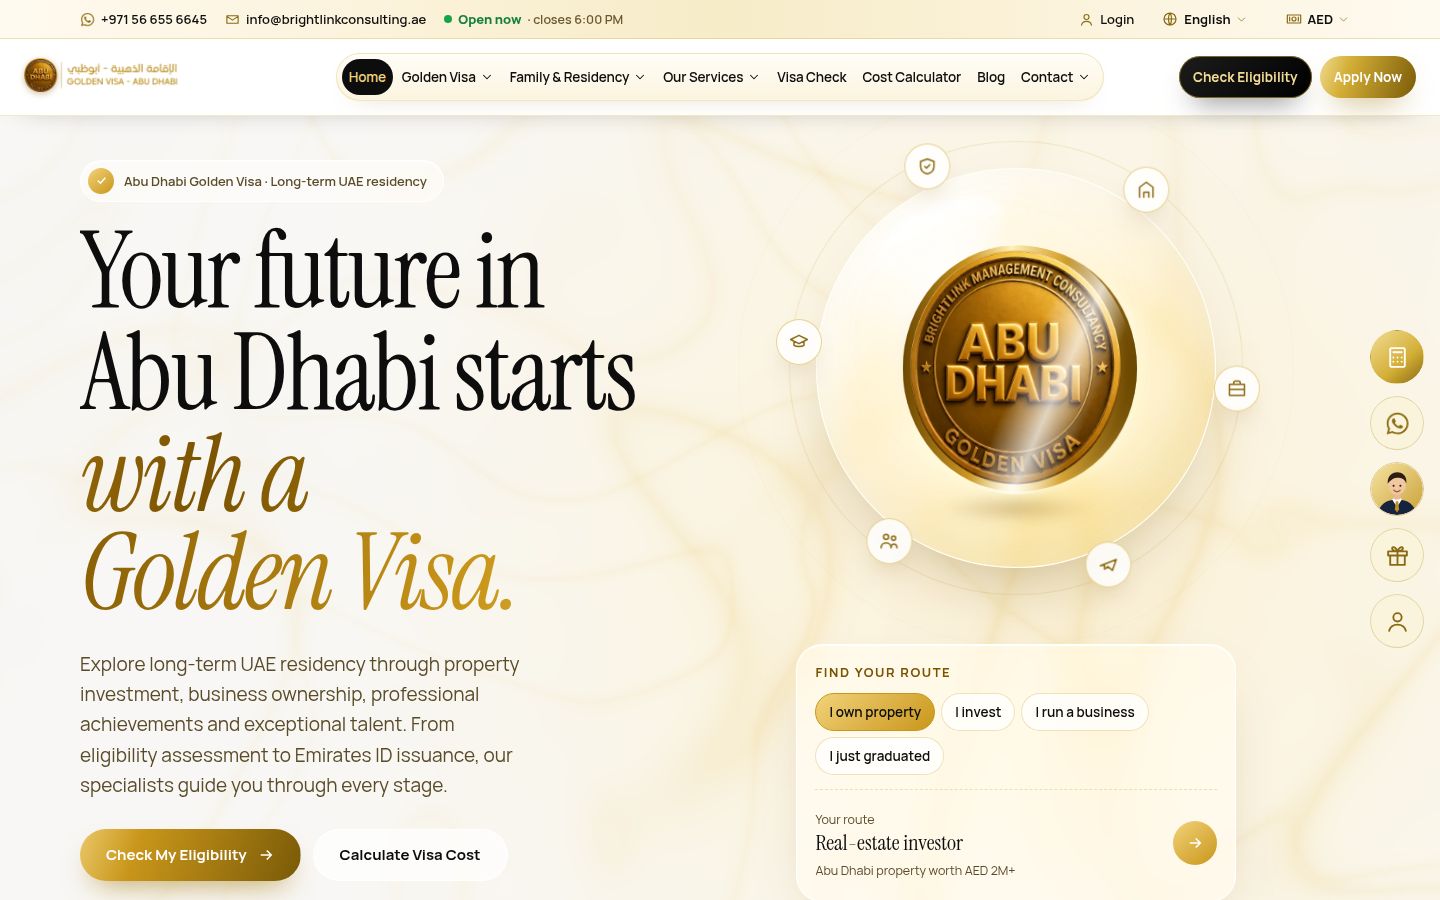 +971 56 655 6645
info@brightlinkconsulting.ae
Open now · closes 6:00 PM
Login
English
AED
ABU DHABI
الإقامة الذهبية - ابوظبي
GOLDEN VISA - ABU DHABI
Home
Golden Visa
Family & Residency
Our Services
Visa Check
Cost Calculator
Blog
Contact
Check Eligibility
Apply Now
Abu Dhabi Golden Visa · Long-term UAE residency
Your future in
Abu Dhabi starts
with a
Golden Visa.
Explore long-term UAE residency through property
investment, business ownership, professional
achievements and exceptional talent. From
eligibility assessment to Emirates ID issuance, our
specialists guide you through every stage.
Check My Eligibility
Calculate Visa Cost
BRIGHTLINK MANAGEMENT CONSULTANCY
ABU
DHABI
GOLDEN VISA
FIND YOUR ROUTE
I own property
I invest
I run a business
I just graduated
Your route
Real-estate investor
Abu Dhabi property worth AED 2M+